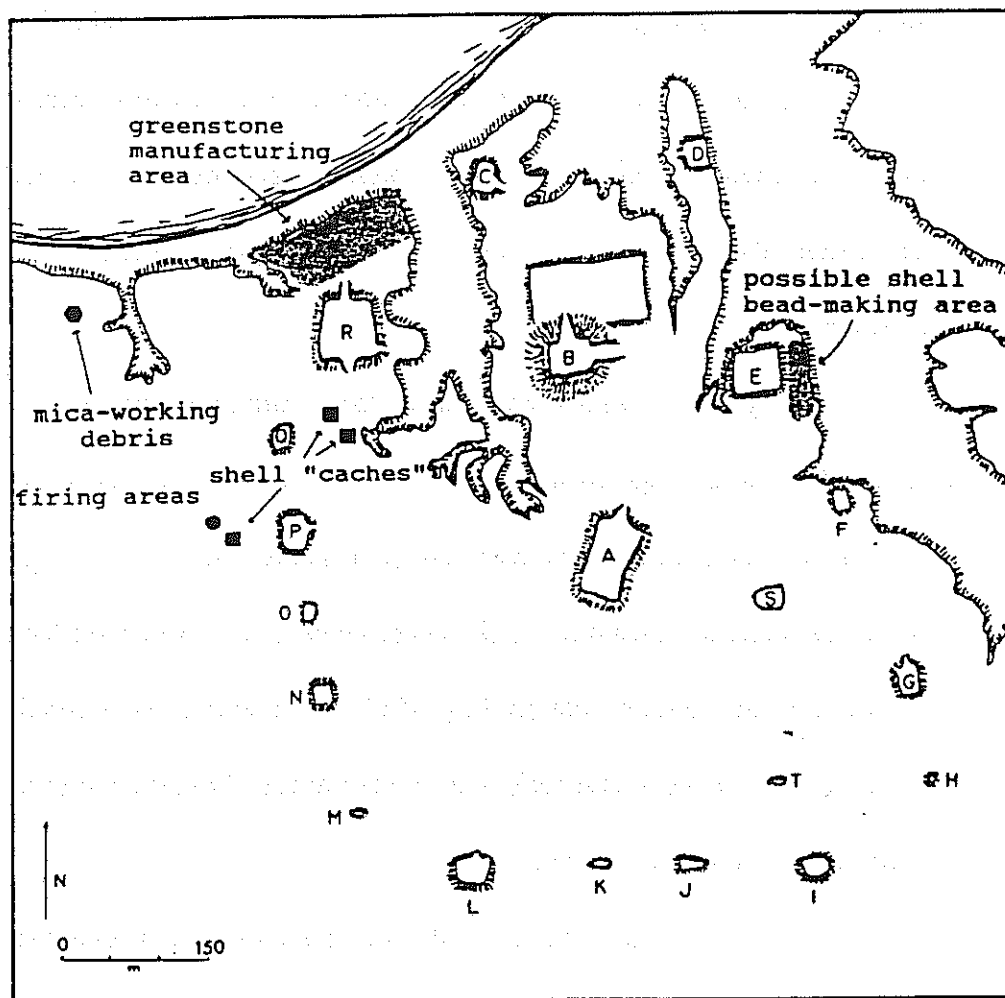 greenstone
manufacturing
area
C
D
possible shell
bead-making area
R
B
E
mica-working
debris
Q
shell "caches"
firing areas
P
F
A
O
S
N
G
T
H
M
N
L
K
J
I
0 150
m